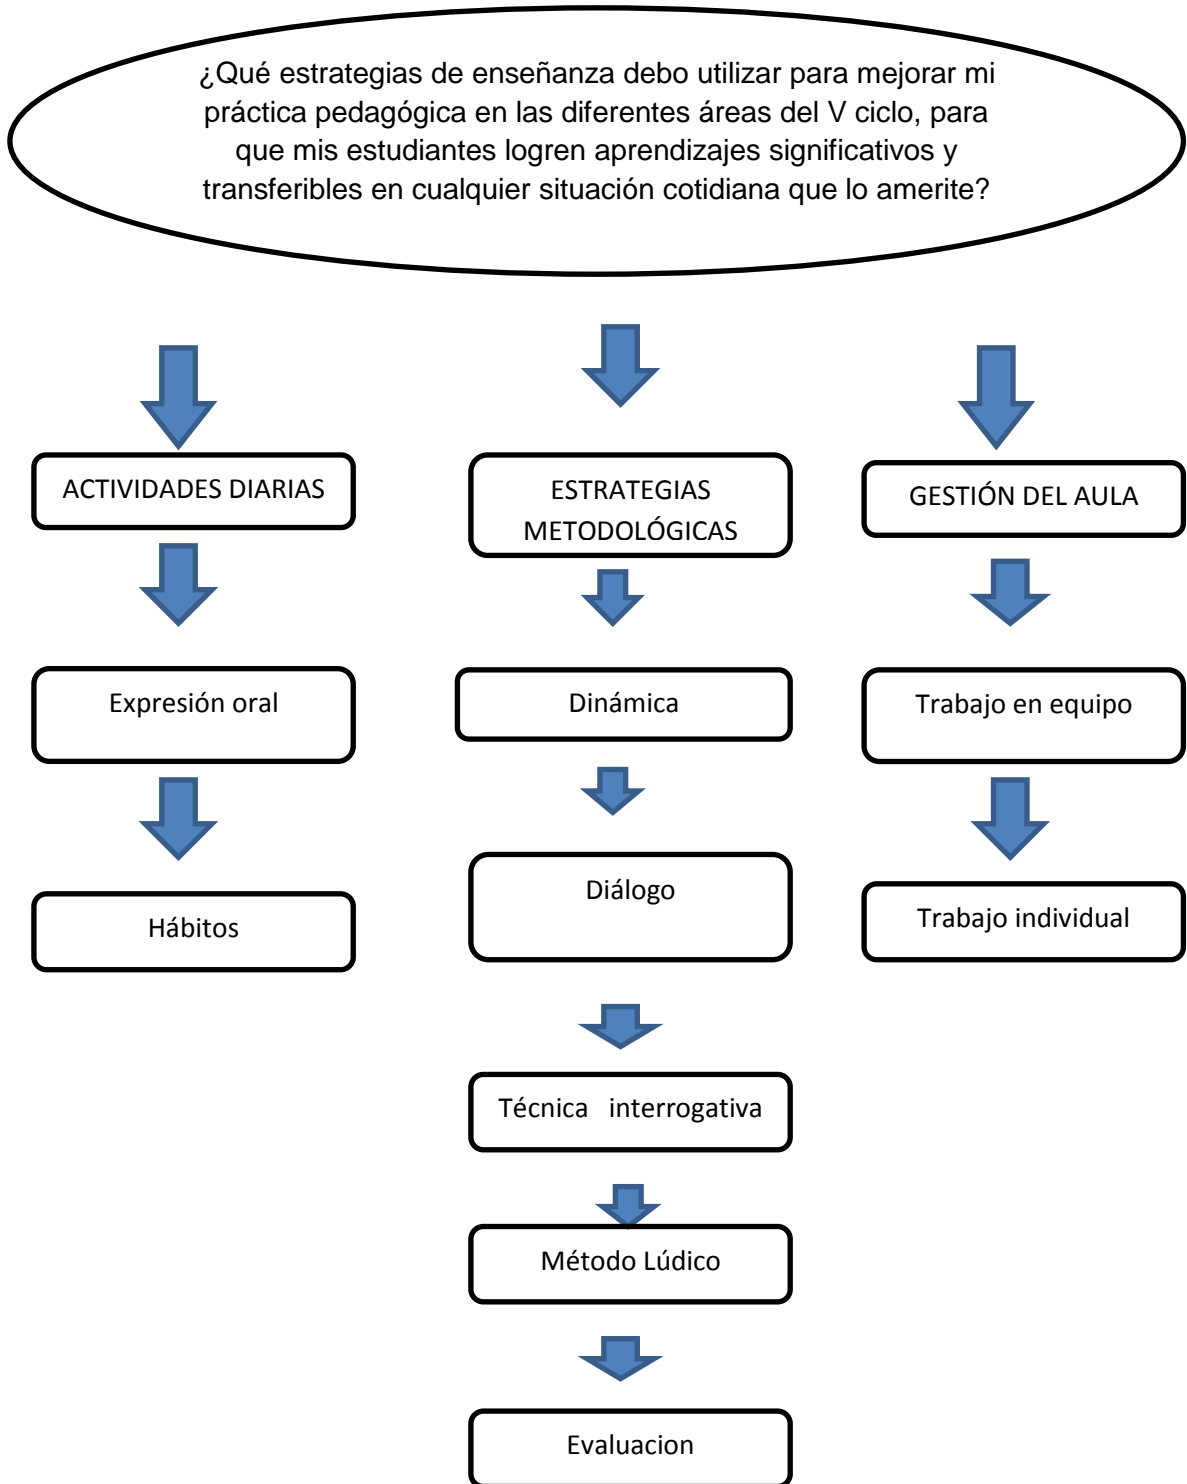 ¿Qué estrategias de enseñanza debo utilizar para mejorar mi
práctica pedagógica en las diferentes áreas del V ciclo, para
que mis estudiantes logren aprendizajes significativos y
transferibles en cualquier situación cotidiana que lo amerite?
ACTIVIDADES DIARIAS
Expresión oral
Hábitos
ESTRATEGIAS
METODOLÓGICAS
Dinámica
Diálogo
Técnica interrogativa
Método Lúdico
Evaluacion
GESTIÓN DEL AULA
Trabajo en equipo
Trabajo individual